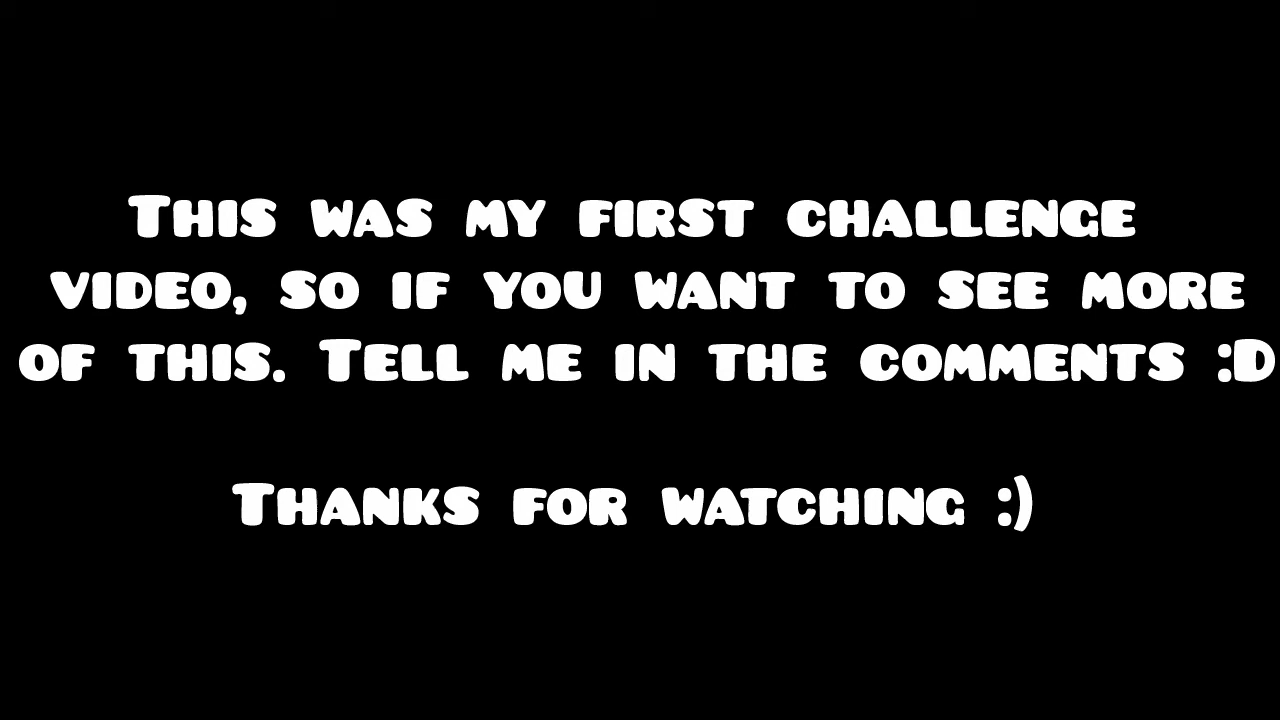 This was my first challenge
video, so if you want to see more
of this. Tell me in the comments :D
Thanks for watching :)